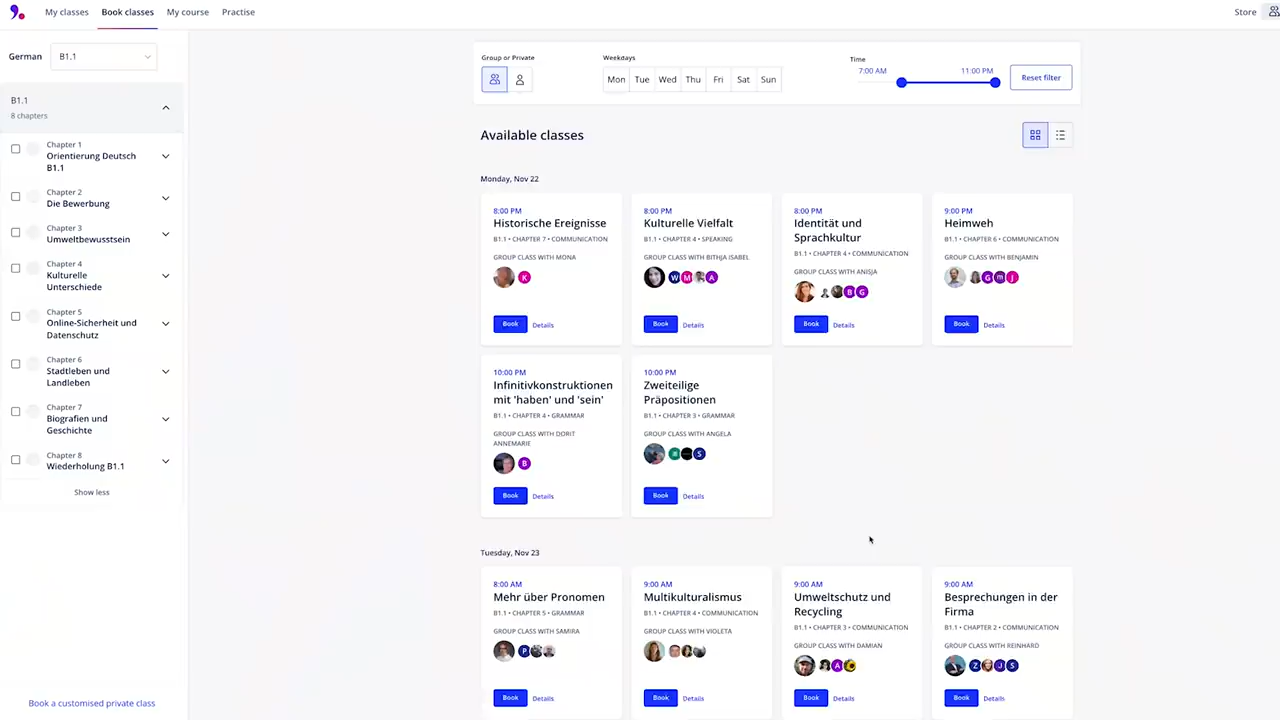 My classes
Book classes
My course
Practise
Store
German
B1.1
B1.1
8 chapters
Chapter 1
Orientierung Deutsch
B1.1
Chapter 2
Die Bewerbung
Chapter 3
Umweltbewusstsein
Chapter 4
Kulturelle
Unterschiede
Chapter 5
Online-Sicherheit und
Datenschutz
Chapter 6
Stadtleben und
Landleben
Chapter 7
Biografien und
Geschichte
Chapter 8
Wiederholung B1.1
Show less
Book a customised private class
Group or Private
Weekdays
Mon Tue Wed Thu Fri Sat Sun
Time
7:00 AM
11:00 PM
Reset filter
Available classes
Monday, Nov 22
8:00 PM
Historische Ereignisse
B1.1 • CHAPTER 7 • COMMUNICATION
GROUP CLASS WITH MONA
K
Book
Details
8:00 PM
Kulturelle Vielfalt
B1.1 • CHAPTER 4 • SPEAKING
GROUP CLASS WITH BITHJA ISABEL
W M A
Book
Details
8:00 PM
Identität und
Sprachkultur
B1.1 • CHAPTER 4 • COMMUNICATION
GROUP CLASS WITH ANISJA
B G
Book
Details
9:00 PM
Heimweh
B1.1 • CHAPTER 6 • COMMUNICATION
GROUP CLASS WITH BENJAMIN
G m J
Book
Details
10:00 PM
Infinitivkonstruktionen
mit 'haben' und 'sein'
B1.1 • CHAPTER 4 • GRAMMAR
GROUP CLASS WITH DORIT
ANNEMARIE
B
Book
Details
10:00 PM
Zweiteilige
Präpositionen
B1.1 • CHAPTER 3 • GRAMMAR
GROUP CLASS WITH ANGELA
S
Book
Details
Tuesday, Nov 23
8:00 AM
Mehr über Pronomen
B1.1 • CHAPTER 5 • GRAMMAR
GROUP CLASS WITH SAMIRA
P
Book
Details
9:00 AM
Multikulturalismus
B1.1 • CHAPTER 4 • COMMUNICATION
GROUP CLASS WITH VIOLETA
Book
Details
9:00 AM
Umweltschutz und
Recycling
B1.1 • CHAPTER 3 • COMMUNICATION
GROUP CLASS WITH DAMIAN
A
Book
Details
9:00 AM
Besprechungen in der
Firma
B1.1 • CHAPTER 2 • COMMUNICATION
GROUP CLASS WITH REINHARD
Z J S
Book
Details